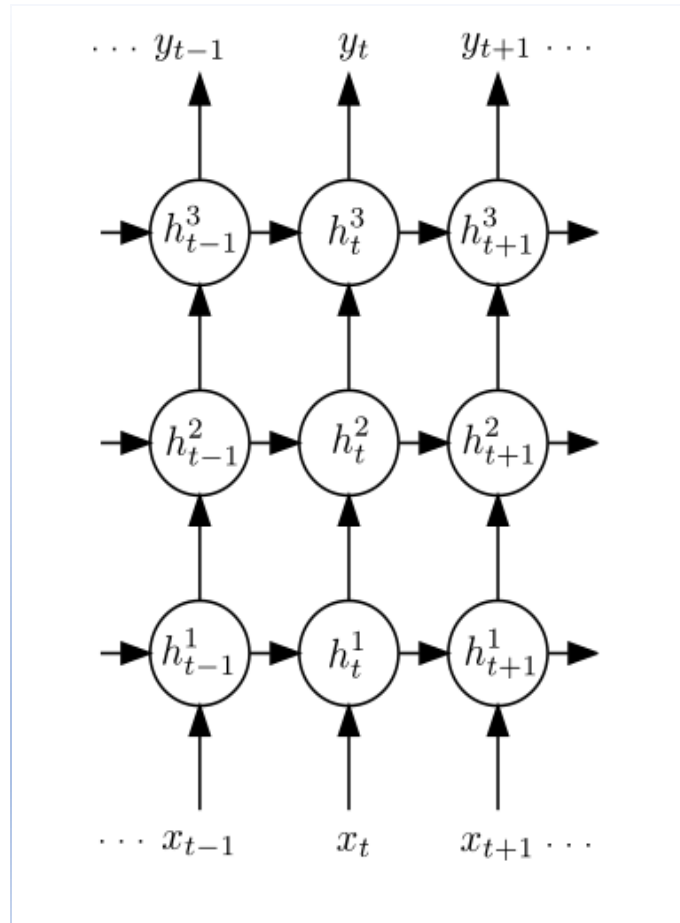 ··· y_{t−1} y_t y_{t+1} ···
h^3_{t−1} h^3_t h^3_{t+1}
h^2_{t−1} h^2_t h^2_{t+1}
h^1_{t−1} h^1_t h^1_{t+1}
··· x_{t−1} x_t x_{t+1} ···